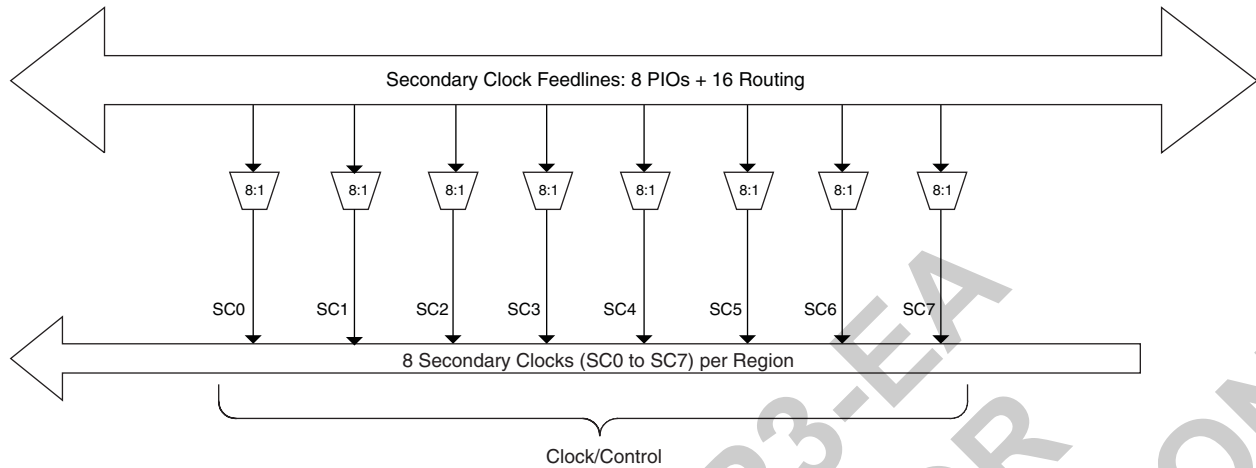 Secondary Clock Feedlines: 8 PIOs + 16 Routing
8:1 8:1 8:1 8:1 8:1 8:1 8:1 8:1
SC0 SC1 SC2 SC3 SC4 SC5 SC6 SC7
8 Secondary Clocks (SC0 to SC7) per Region
Clock/Control